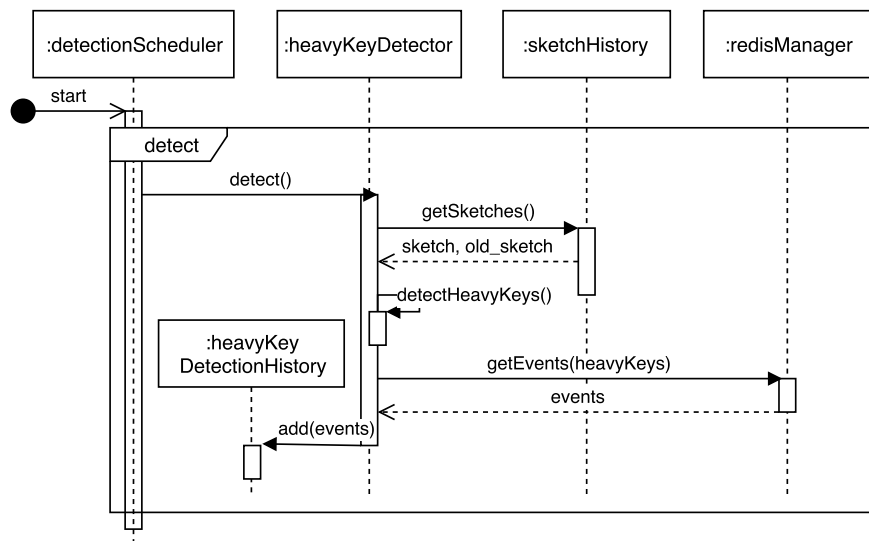 :detectionScheduler
:heavyKeyDetector
:sketchHistory
:redisManager
start
detect
detect()
getSketches()
sketch, old_sketch
detectHeavyKeys()
:heavyKey
DetectionHistory
getEvents(heavyKeys)
events
add(events)